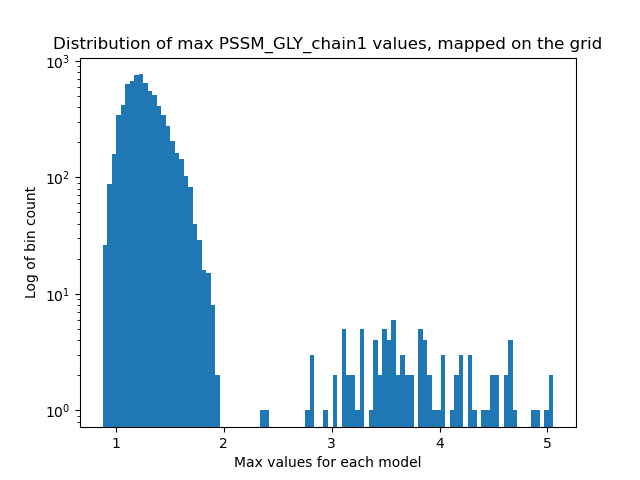 Distribution of max PSSM_GLY_chain1 values, mapped on the grid
10³
10²
10¹
10⁰
Log of bin count
1 2 3 4 5
Max values for each model